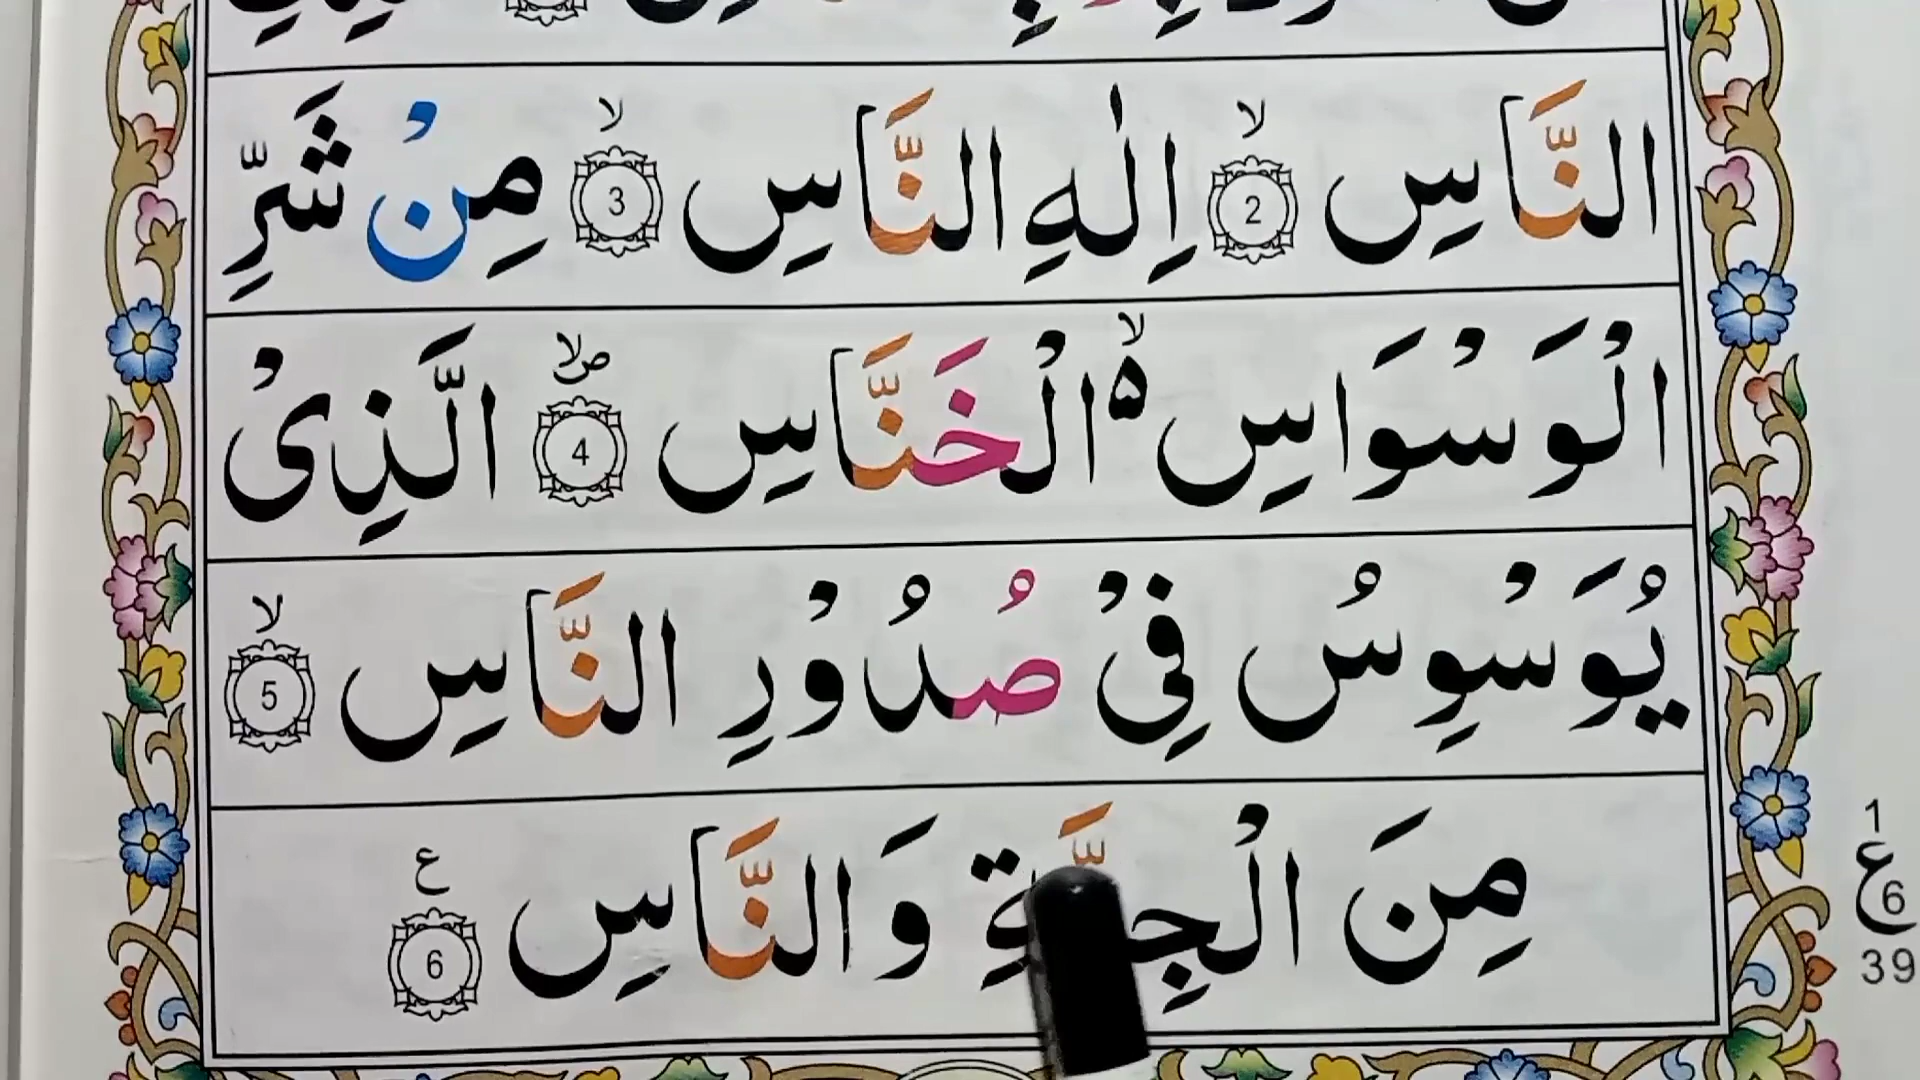 النَّاسِ ۙ 2 اِلٰهِ النَّاسِ ۙ 3 مِنْ شَرِّ
الْوَسْوَاسِ ۵ۙ الْخَنَّاسِ ۪ۙ 4 الَّذِیْ
یُوَسْوِسُ فِیْ صُدُوْرِ النَّاسِ ۙ 5
مِنَ الْجِنَّةِ وَالنَّاسِ ع 6
1
ع 6
39